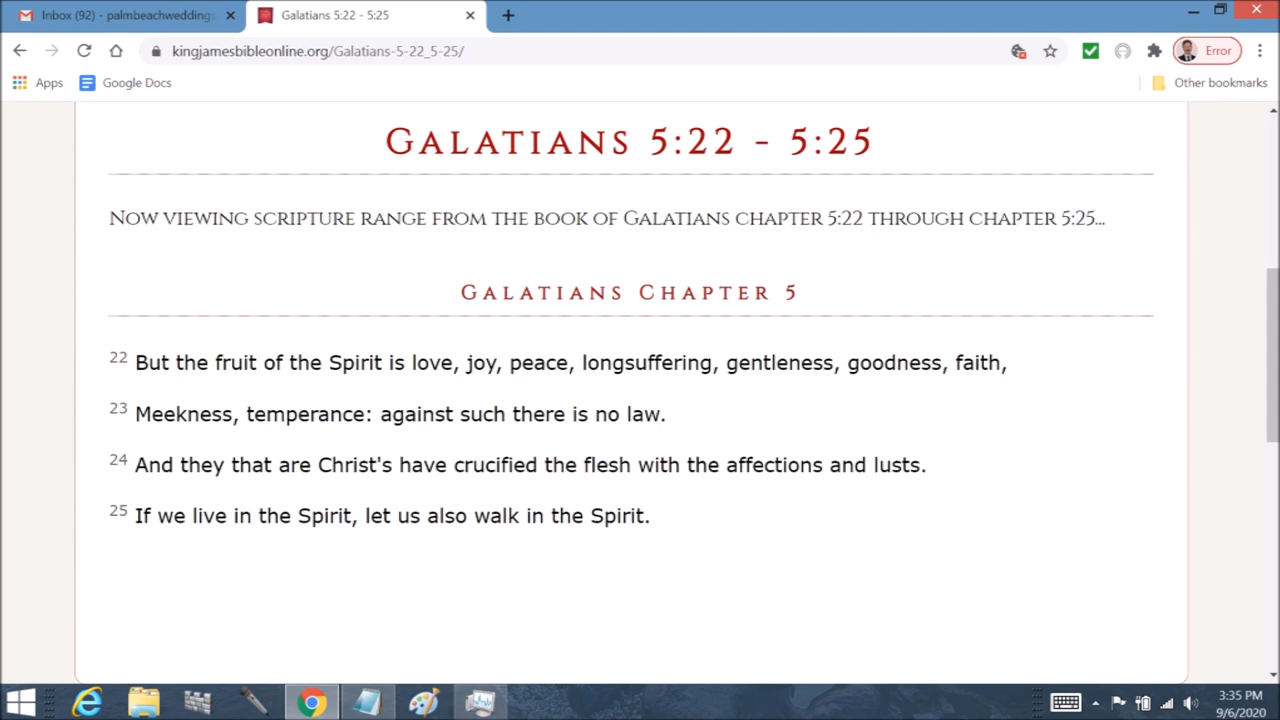 Inbox (92) - palmbeachwedding
Galatians 5:22 - 5:25
kingjamesbibleonline.org/Galatians-5-22_5-25/
Error
Apps
Google Docs
Other bookmarks
Galatians 5:22 - 5:25
Now viewing scripture range from the book of Galatians chapter 5:22 through chapter 5:25...
Galatians Chapter 5
22 But the fruit of the Spirit is love, joy, peace, longsuffering, gentleness, goodness, faith,
23 Meekness, temperance: against such there is no law.
24 And they that are Christ's have crucified the flesh with the affections and lusts.
25 If we live in the Spirit, let us also walk in the Spirit.
3:35 PM
9/6/2020